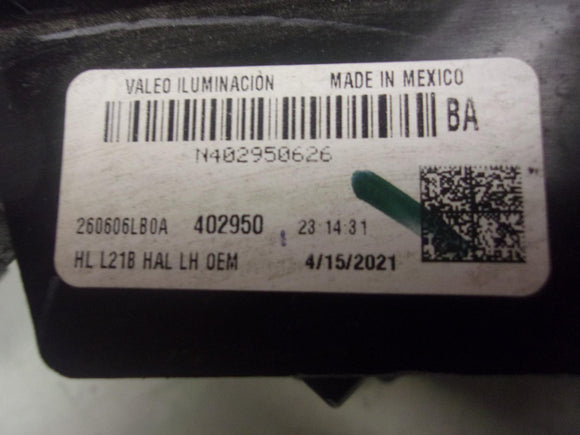 VALEO ILUMINACIÒN MADE IN MEXICO
BA
N402950626
260606LB0A 402950 23 14:31
HL L21B HAL LH OEM 4/15/2021